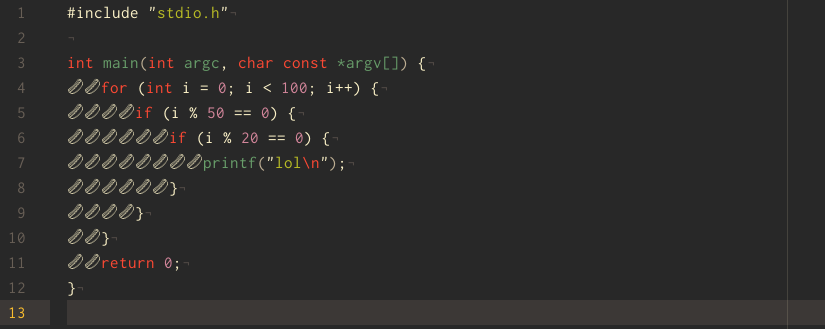 1 #include "stdio.h"¬
2 ¬
3 int main(int argc, char const *argv[]) {¬
4 🌭🌭for (int i = 0; i < 100; i++) {¬
5 🌭🌭🌭🌭if (i % 50 == 0) {¬
6 🌭🌭🌭🌭🌭🌭if (i % 20 == 0) {¬
7 🌭🌭🌭🌭🌭🌭🌭🌭printf("lol\n");¬
8 🌭🌭🌭🌭🌭🌭}¬
9 🌭🌭🌭🌭}¬
10 🌭🌭}¬
11 🌭🌭return 0;¬
12 }¬
13